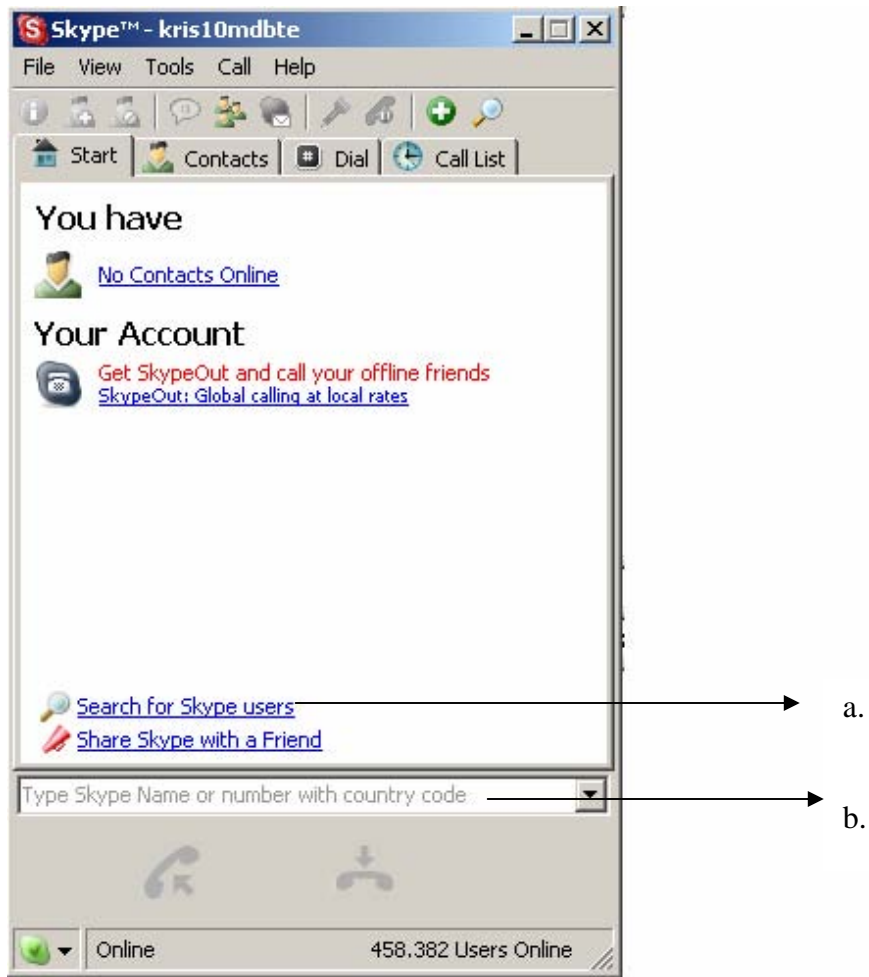 Skype™ - kris10mdbte
File View Tools Call Help
Start Contacts Dial Call List
You have
No Contacts Online
Your Account
Get SkypeOut and call your offline friends
SkypeOut: Global calling at local rates
Search for Skype users
a.
Share Skype with a Friend
Type Skype Name or number with country code
b.
Online 458,382 Users Online